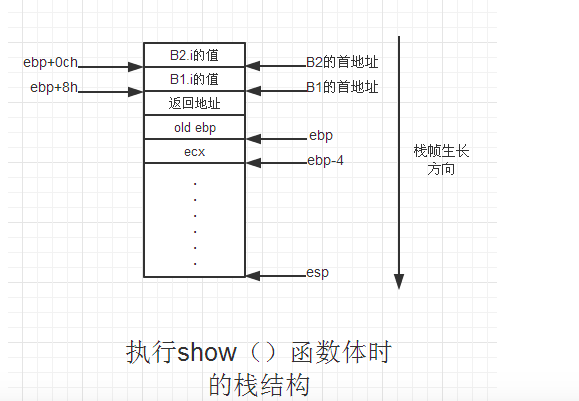 ebp+0ch
B2.i的值
B2的首地址
ebp+8h
B1.i的值
B1的首地址
返回地址
old ebp
ebp
ecx
ebp-4
栈帧生长
方向
esp
执行show（）函数体时
的栈结构